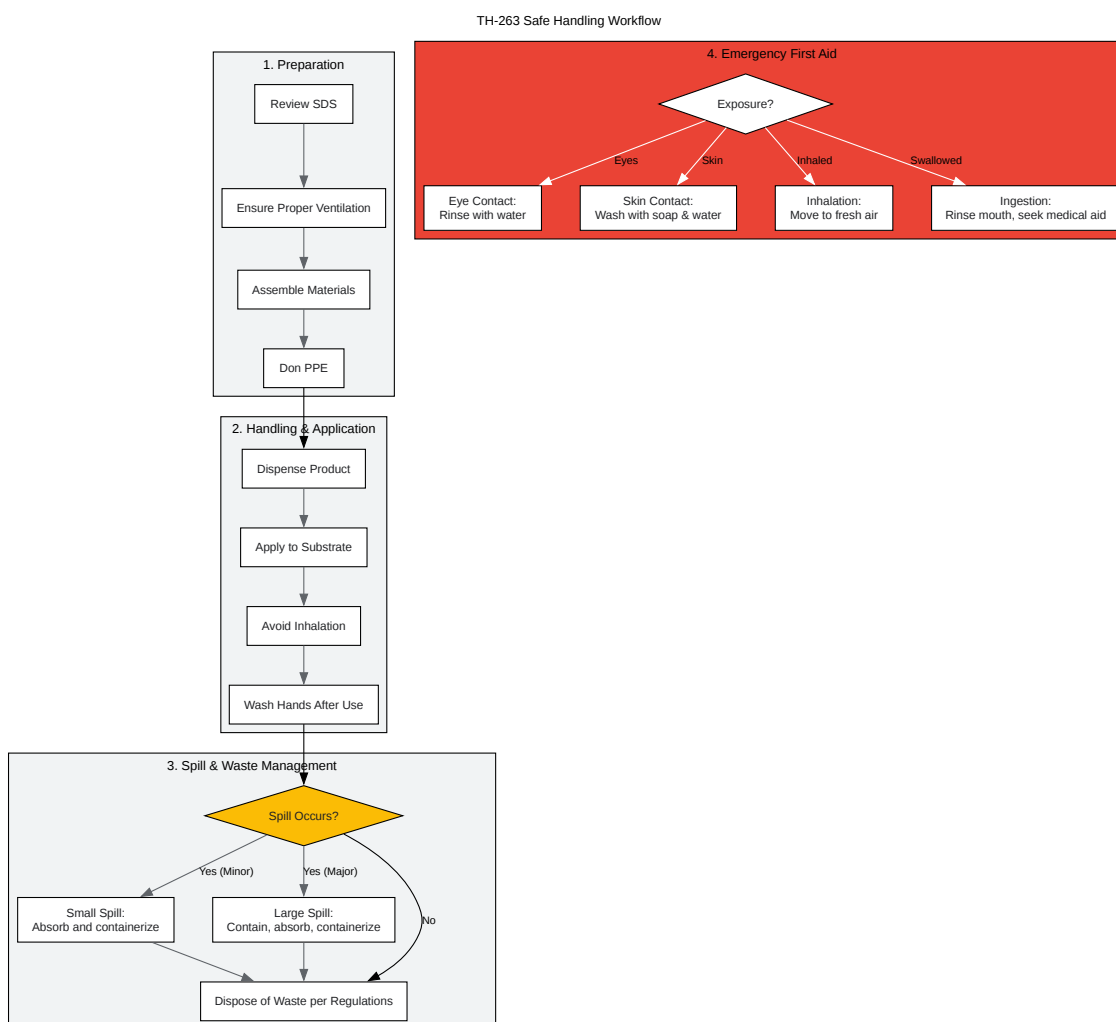 TH-263 Safe Handling Workflow
1. Preparation
Review SDS
Ensure Proper Ventilation
Assemble Materials
Don PPE
2. Handling & Application
Dispense Product
Apply to Substrate
Avoid Inhalation
Wash Hands After Use
3. Spill & Waste Management
Spill Occurs?
Yes (Minor)
Yes (Major)
No
Small Spill:
Absorb and containerize
Large Spill:
Contain, absorb, containerize
Dispose of Waste per Regulations
4. Emergency First Aid
Exposure?
Eyes
Skin
Inhaled
Swallowed
Eye Contact:
Rinse with water
Skin Contact:
Wash with soap & water
Inhalation:
Move to fresh air
Ingestion:
Rinse mouth, seek medical aid